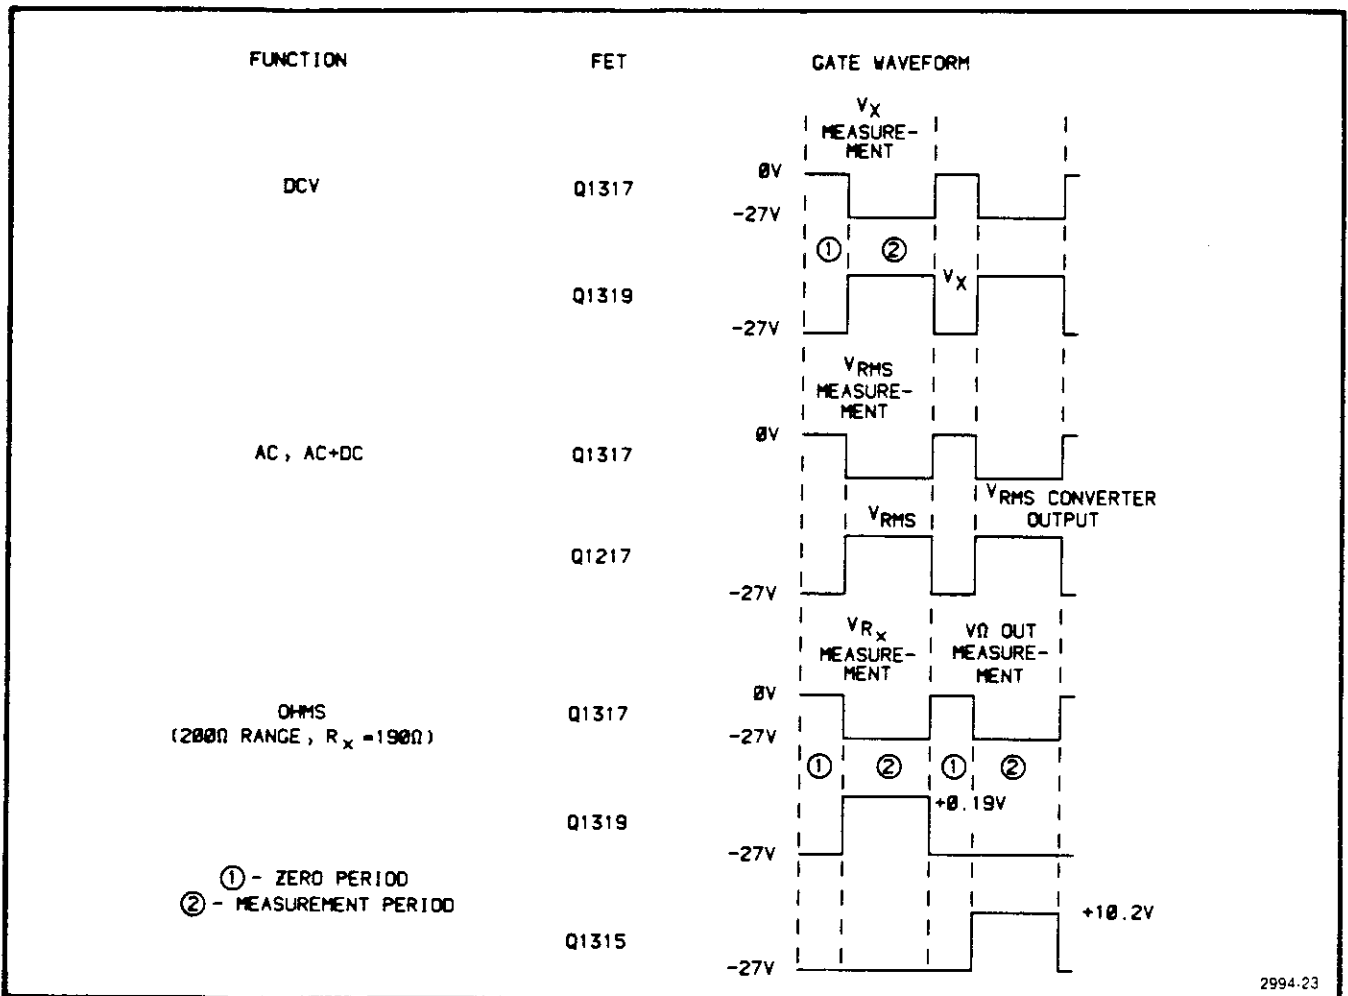 FUNCTION FET GATE WAVEFORM
VX
MEASURE-
MENT
0V
DCV Q1317
-27V
① ②
VX
Q1319
-27V
VRMS
MEASURE-
MENT
0V
AC, AC+DC Q1317
VRMS CONVERTER
OUTPUT
VRMS
Q1217
-27V
VRx VΩ OUT
MEASURE- MEASURE-
MENT MENT
0V
OHMS Q1317
(200Ω RANGE, Rx =190Ω)
-27V
① ② ① ②
+0.19V
Q1319
-27V
① - ZERO PERIOD
② - MEASUREMENT PERIOD
+10.2V
Q1315
-27V
2994-23